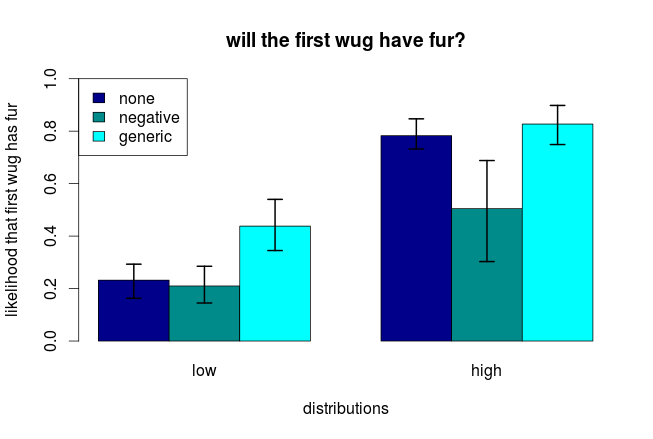 will the first wug have fur?
likelihood that first wug has fur
1.0
0.8
0.6
0.4
0.2
0.0
none
negative
generic
low
high
distributions